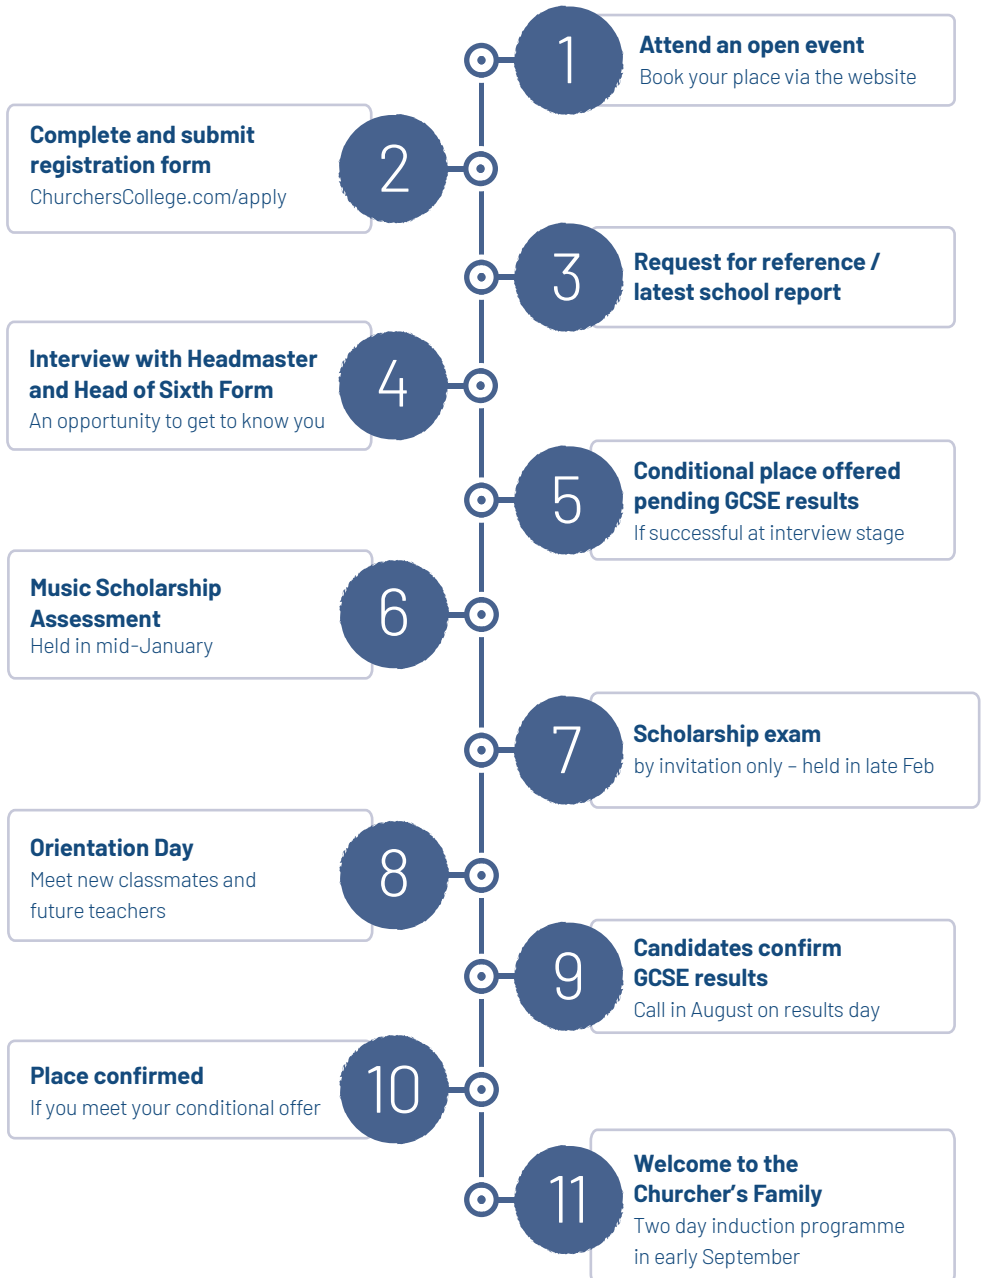 1
Attend an open event
Book your place via the website
2
Complete and submit
registration form
ChurchersCollege.com/apply
3
Request for reference /
latest school report
4
Interview with Headmaster
and Head of Sixth Form
An opportunity to get to know you
5
Conditional place offered
pending GCSE results
If successful at interview stage
6
Music Scholarship
Assessment
Held in mid-January
7
Scholarship exam
by invitation only – held in late Feb
8
Orientation Day
Meet new classmates and
future teachers
9
Candidates confirm
GCSE results
Call in August on results day
10
Place confirmed
If you meet your conditional offer
11
Welcome to the
Churcher’s Family
Two day induction programme
in early September